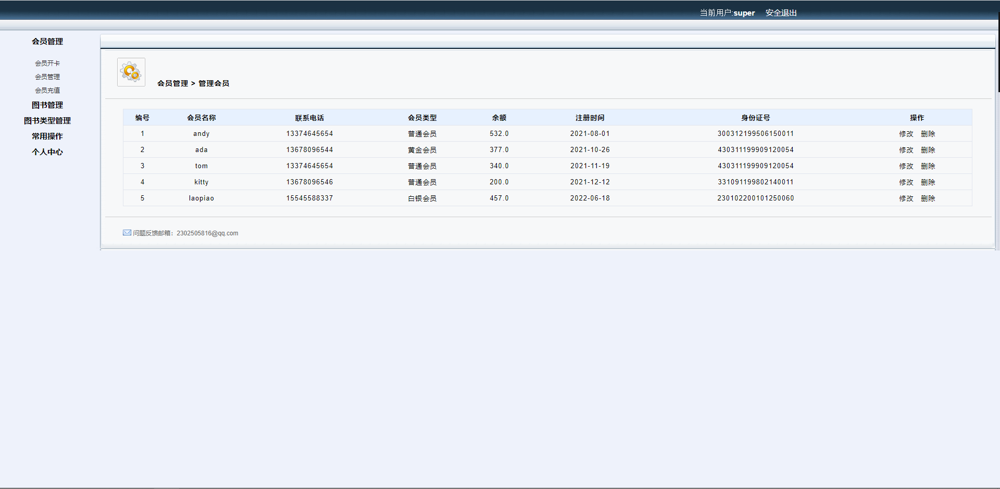 当前用户:super 安全退出
会员管理
会员开卡
会员管理
会员充值
图书管理
图书类型管理
常用操作
个人中心
会员管理 > 管理会员
编号 会员名称 联系电话 会员类型 余额 注册时间 身份证号 操作
1 andy 13374645654 普通会员 532.0 2021-08-01 300312199506150011 修改 删除
2 ada 13678096544 黄金会员 377.0 2021-10-26 430311199909120054 修改 删除
3 tom 13374645654 普通会员 340.0 2021-11-19 430311199909120054 修改 删除
4 kitty 13678096546 普通会员 200.0 2021-12-12 331091199802140011 修改 删除
5 laopiao 15545588337 白银会员 457.0 2022-06-18 230102200101250060 修改 删除
问题反馈邮箱：2302505816@qq.com